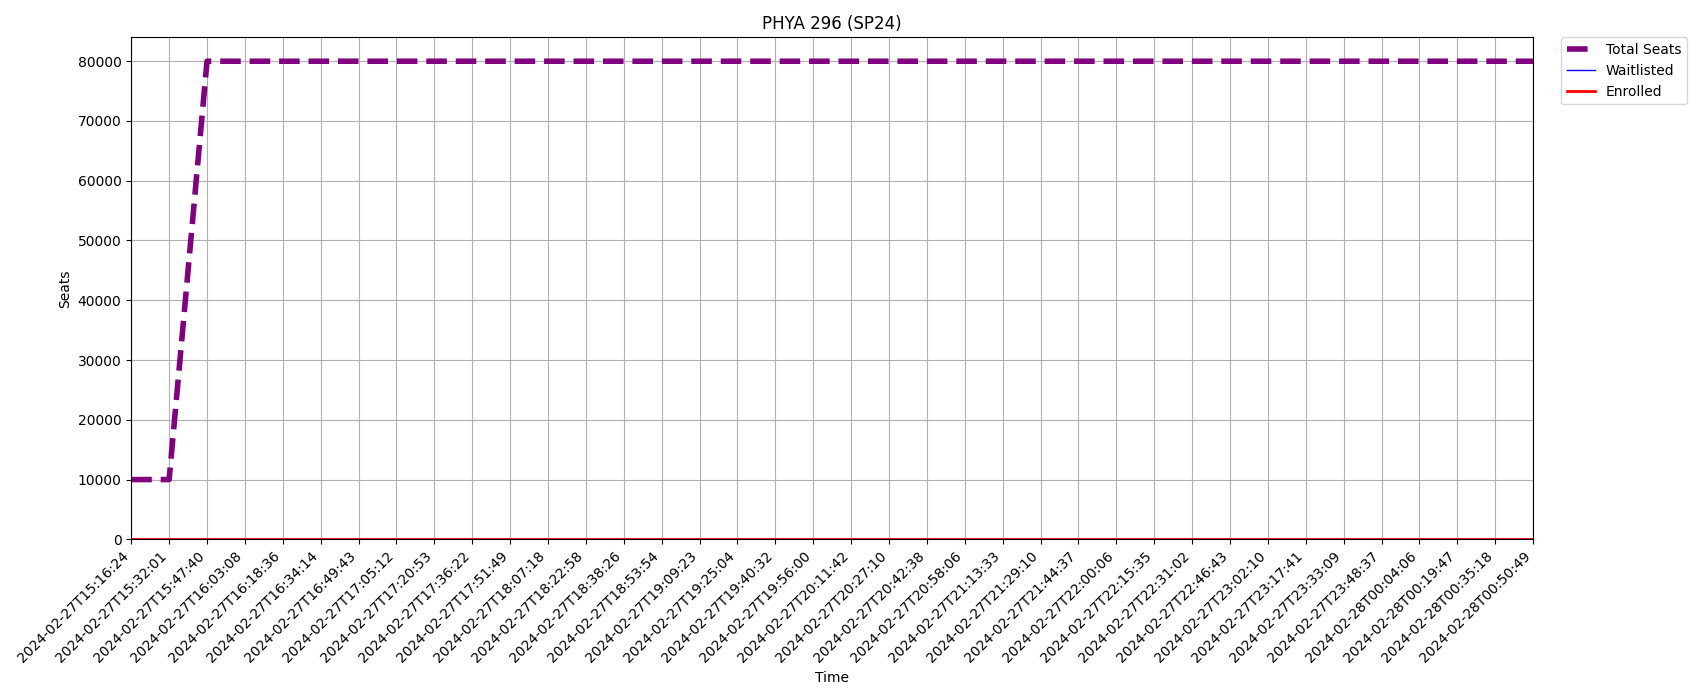 PHYA 296 (SP24)
Total Seats
Waitlisted
Enrolled
Seats
80000
70000
60000
50000
40000
30000
20000
10000
0
2024-02-27T15:16:24
2024-02-27T15:32:01
2024-02-27T15:47:40
2024-02-27T16:03:08
2024-02-27T16:18:36
2024-02-27T16:34:14
2024-02-27T16:49:43
2024-02-27T17:05:12
2024-02-27T17:20:53
2024-02-27T17:36:22
2024-02-27T17:51:49
2024-02-27T18:07:18
2024-02-27T18:22:58
2024-02-27T18:38:26
2024-02-27T18:53:54
2024-02-27T19:09:23
2024-02-27T19:25:04
2024-02-27T19:40:32
2024-02-27T19:56:00
2024-02-27T20:11:42
2024-02-27T20:27:10
2024-02-27T20:42:38
2024-02-27T20:58:06
2024-02-27T21:13:33
2024-02-27T21:29:10
2024-02-27T21:44:37
2024-02-27T22:00:06
2024-02-27T22:15:35
2024-02-27T22:31:02
2024-02-27T22:46:43
2024-02-27T23:02:10
2024-02-27T23:17:41
2024-02-27T23:33:09
2024-02-27T23:48:37
2024-02-28T00:04:06
2024-02-28T00:19:47
2024-02-28T00:35:18
2024-02-28T00:50:49
Time